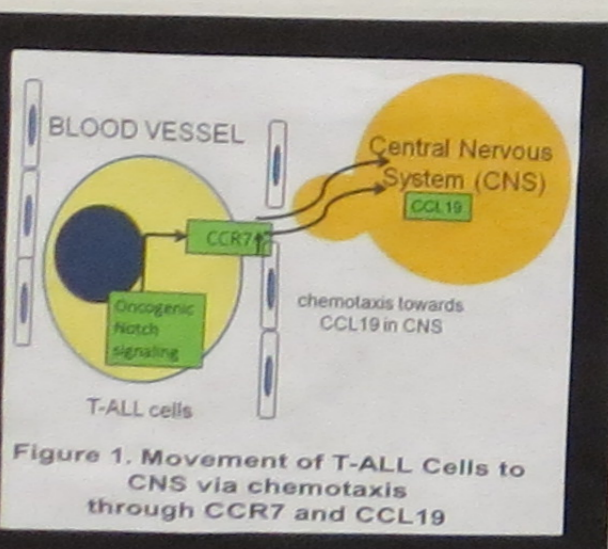 BLOOD VESSEL
Central Nervous
System (CNS)
CCL19
CCR7
Oncogenic
Notch
signaling
chemotaxis towards
CCL19 in CNS
T-ALL cells
Figure 1. Movement of T-ALL Cells to
CNS via chemotaxis
through CCR7 and CCL19